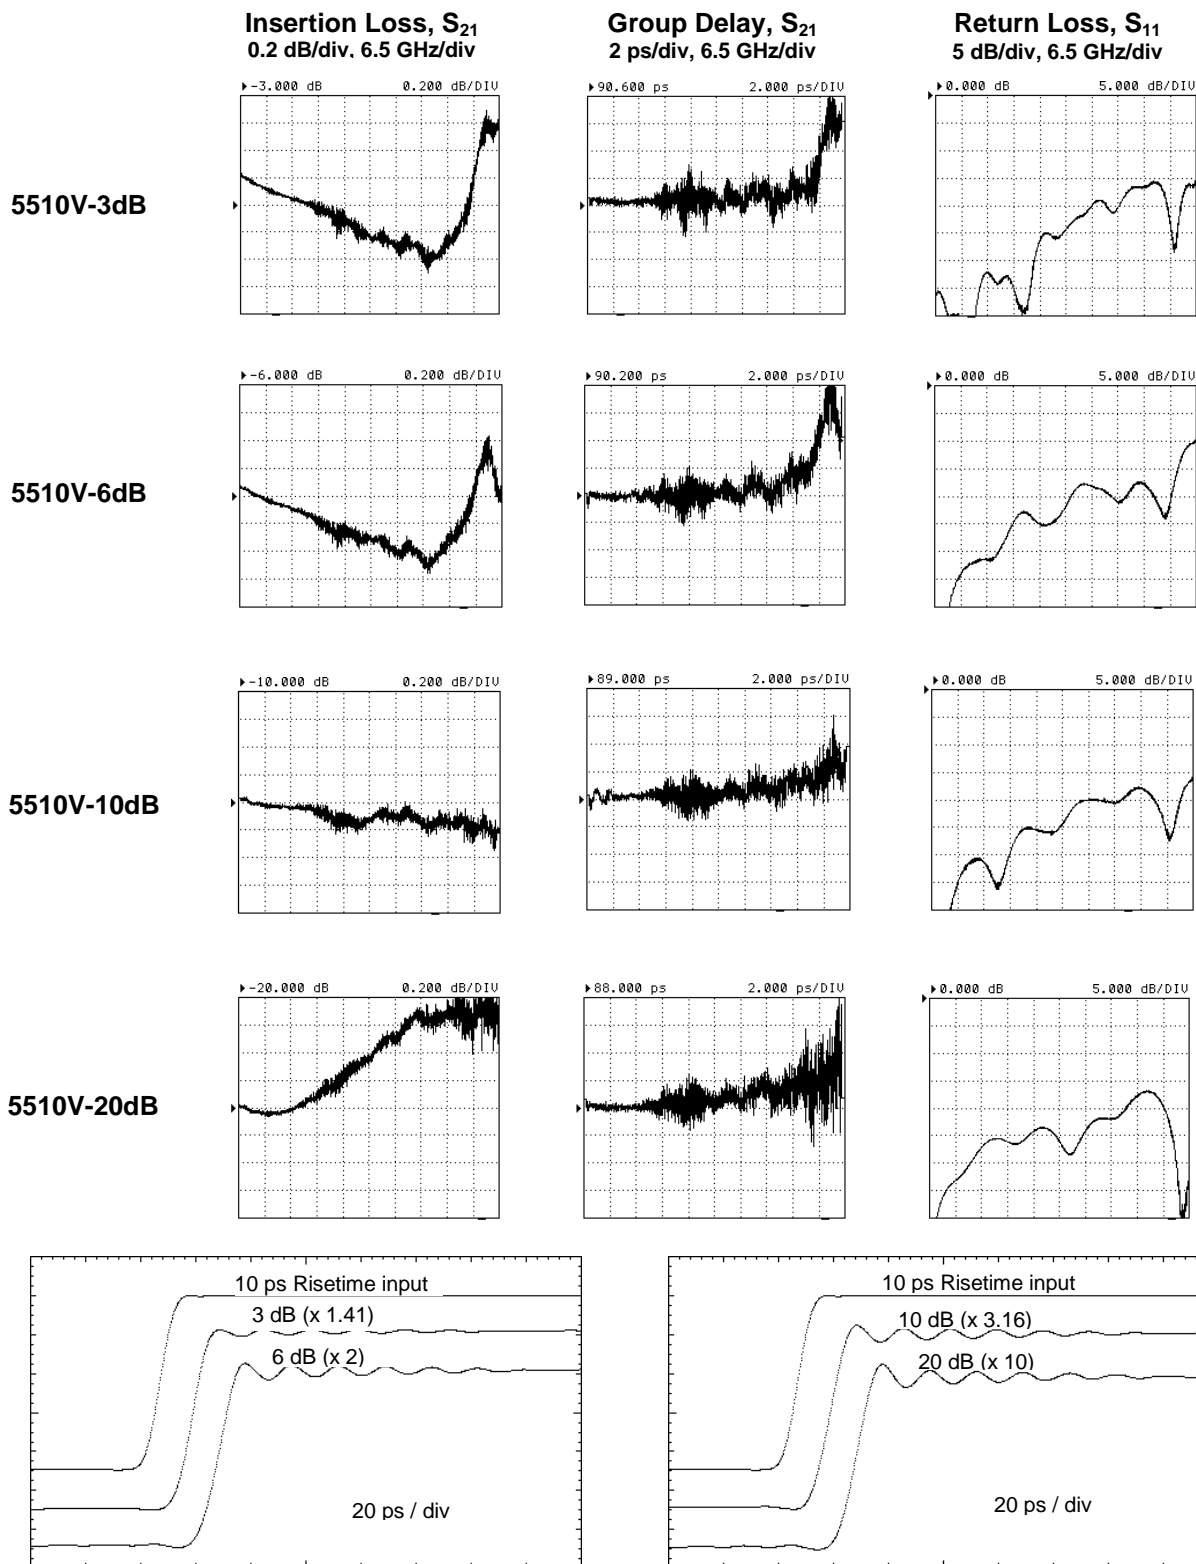 Insertion Loss, S21
0.2 dB/div, 6.5 GHz/div
Group Delay, S21
2 ps/div, 6.5 GHz/div
Return Loss, S11
5 dB/div, 6.5 GHz/div
5510V-3dB
-3.000 dB 0.200 dB/DIV
90.600 ps 2.000 ps/DIV
0.000 dB 5.000 dB/DIV
5510V-6dB
-6.000 dB 0.200 dB/DIV
90.200 ps 2.000 ps/DIV
0.000 dB 5.000 dB/DIV
5510V-10dB
-10.000 dB 0.200 dB/DIV
89.000 ps 2.000 ps/DIV
0.000 dB 5.000 dB/DIV
5510V-20dB
-20.000 dB 0.200 dB/DIV
88.000 ps 2.000 ps/DIV
0.000 dB 5.000 dB/DIV
10 ps Risetime input
3 dB (x 1.41)
6 dB (x 2)
20 ps / div
10 ps Risetime input
10 dB (x 3.16)
20 dB (x 10)
20 ps / div